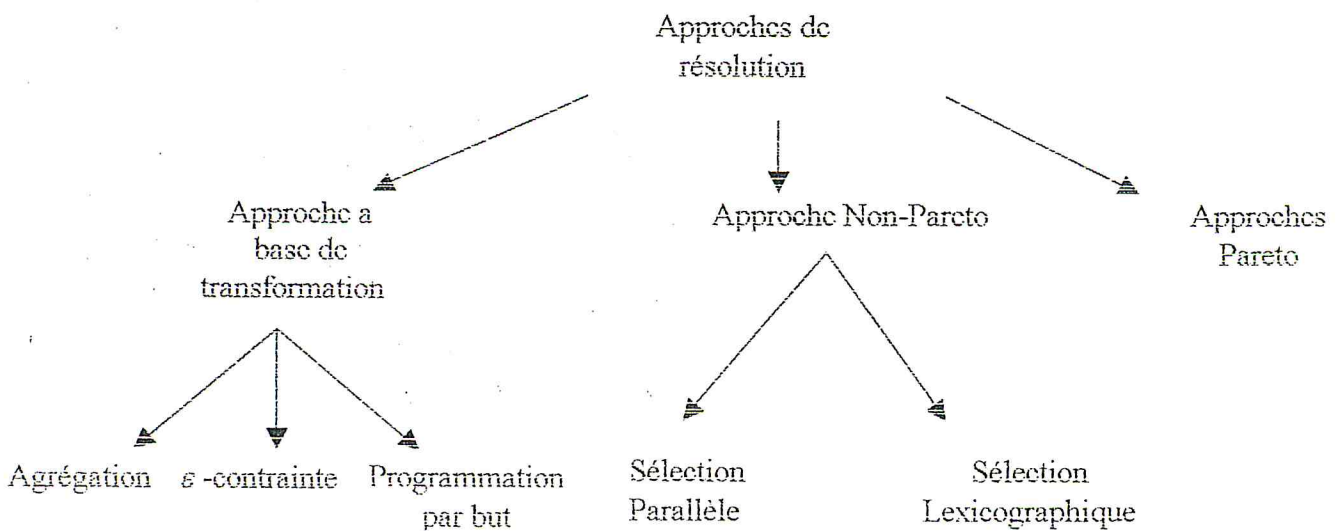 Approches de
résolution
Approche a
base de
transformation
Approche Non-Pareto
Approches
Pareto
Agrégation
ε -contrainte
Programmation
par but
Sélection
Parallèle
Sélection
Lexicographique